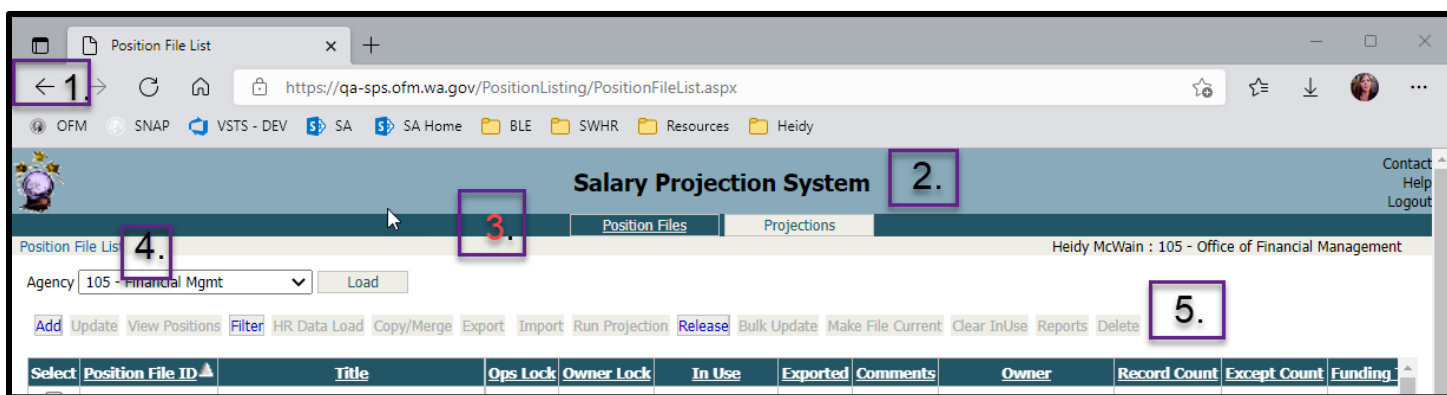 Position File List
1.
https://qa-sps.ofm.wa.gov/PositionListing/PositionFileList.aspx
OFM SNAP VSTS - DEV SA SA Home BLE SWHR Resources Heidy
Salary Projection System 2.
Contact
Help
Logout
3. Position Files Projections
Position File List 4. Heidy McWain : 105 - Office of Financial Management
Agency 105 - Financial Mgmt Load
5.
Add Update View Positions Filter HR Data Load Copy/Merge Export Import Run Projection Release Bulk Update Make File Current Clear InUse Reports Delete
Select Position File ID Title Ops Lock Owner Lock In Use Exported Comments Owner Record Count Except Count Funding